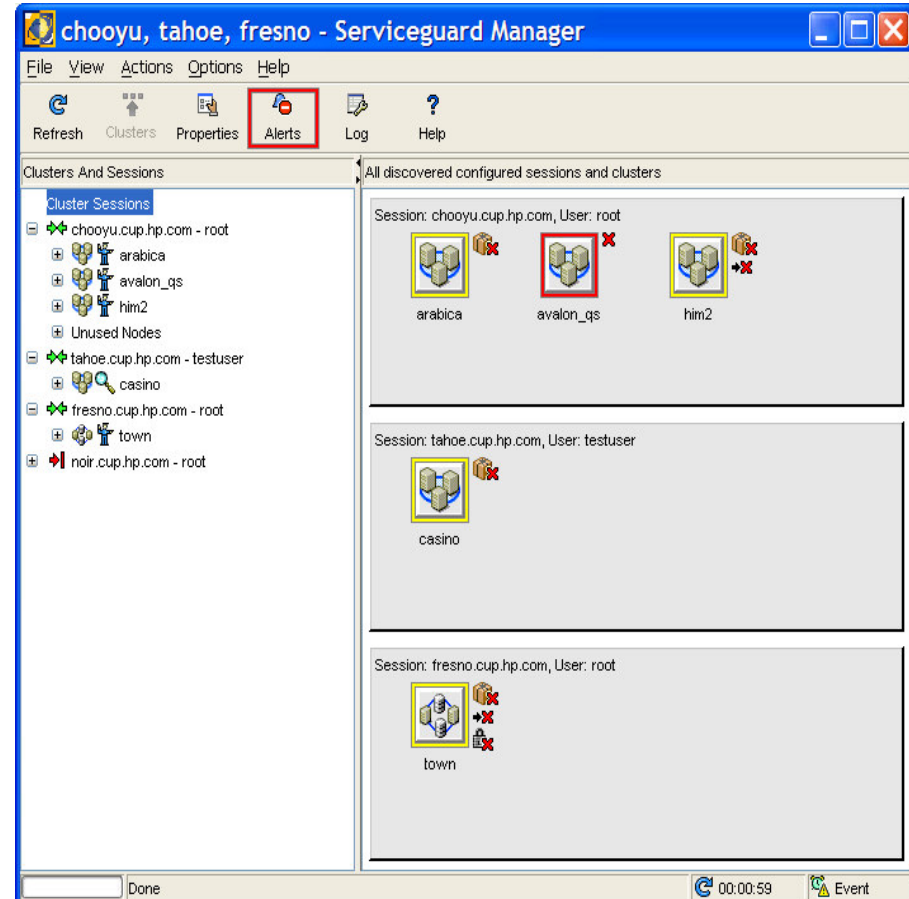 chooyu, tahoe, fresno - Serviceguard Manager
File View Actions Options Help
Refresh Clusters Properties Alerts Log Help
Clusters And Sessions
Cluster Sessions
chooyu.cup.hp.com - root
arabica
avalon_qs
him2
Unused Nodes
tahoe.cup.hp.com - testuser
casino
fresno.cup.hp.com - root
town
noir.cup.hp.com - root
All discovered configured sessions and clusters
Session: chooyu.cup.hp.com, User: root
arabica avalon_qs him2
Session: tahoe.cup.hp.com, User: testuser
casino
Session: fresno.cup.hp.com, User: root
town
Done 00:00:59 Event